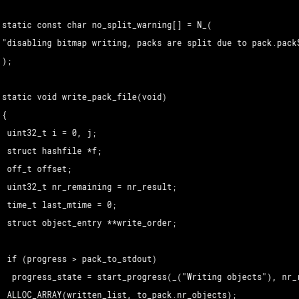 static const char no_split_warning[] = N_(
"disabling bitmap writing, packs are split due to pack.packS
);
static void write_pack_file(void)
{
uint32_t i = 0, j;
struct hashfile *f;
off_t offset;
uint32_t nr_remaining = nr_result;
time_t last_mtime = 0;
struct object_entry **write_order;
if (progress > pack_to_stdout)
progress_state = start_progress(_("Writing objects"), nr_r
ALLOC_ARRAY(written_list, to_pack.nr_objects);